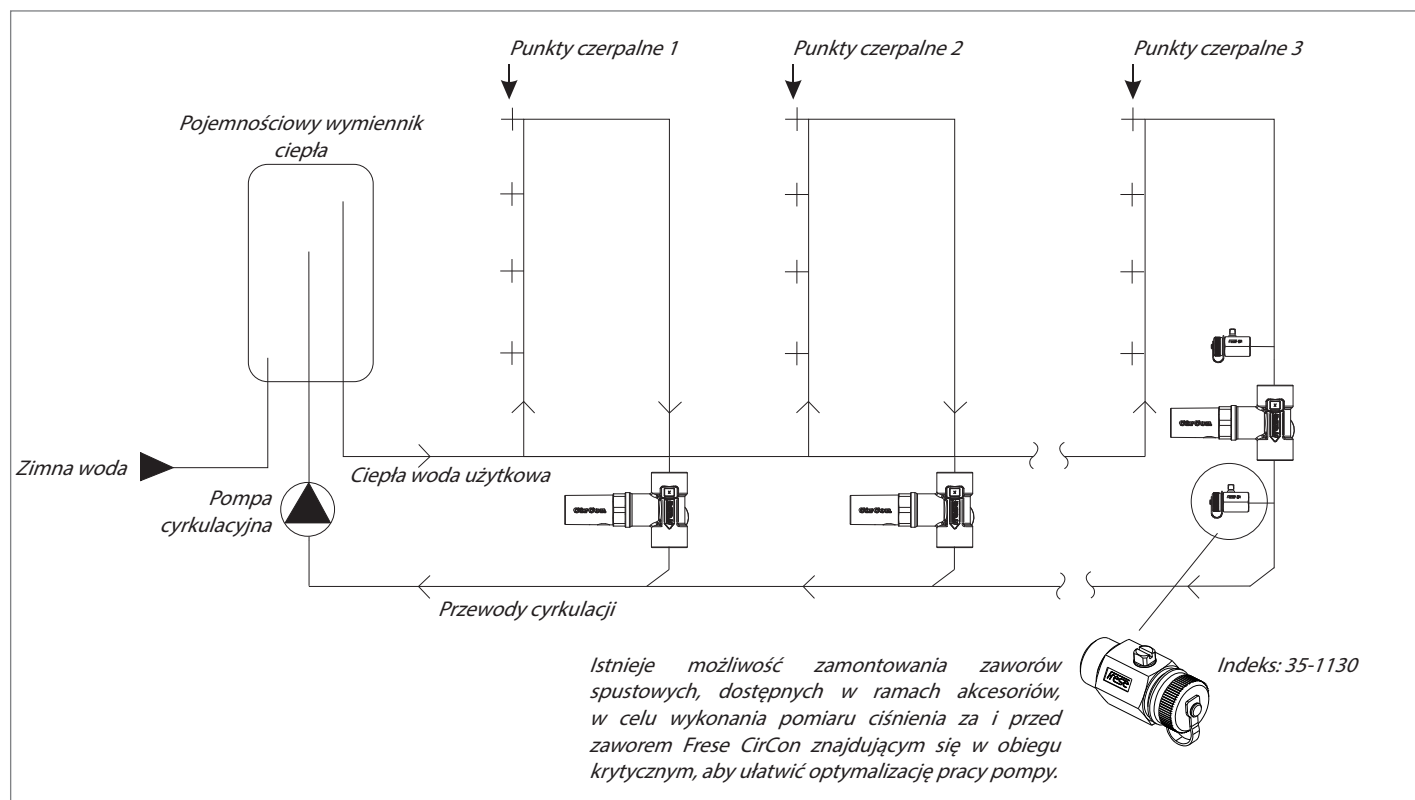 Punkty czerpalne 1
Punkty czerpalne 2
Punkty czerpalne 3
Pojemnościowy wymiennik
ciepła
Zimna woda
Ciepła woda użytkowa
Pompa
cyrkulacyjna
CirCon
CirCon
CirCon
Przewody cyrkulacji
Istnieje możliwość zamontowania zaworów
spustowych, dostępnych w ramach akcesoriów,
w celu wykonania pomiaru ciśnienia za i przed
zaworem Frese CirCon znajdującym się w obiegu
krytycznym, aby ułatwić optymalizację pracy pompy.
frese
Indeks: 35-1130